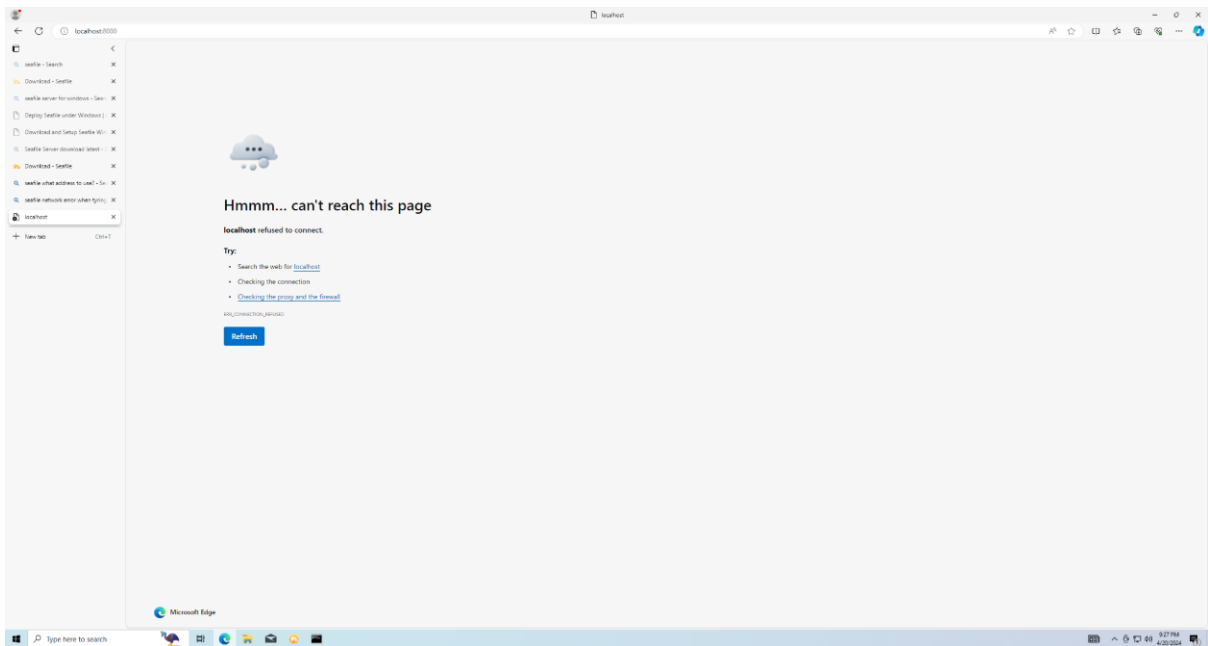 localhost
localhost:8000
seafile - Search
Download - Seafile
seafile server for windows - Sea
Deploy Seafile under Windows |
Download and Setup Seafile Wi
Seafile Server download latest -
Download - Seafile
seafile what address to use? - Se
seafile network error when tyring
localhost
New tab Ctrl+T
Hmmm... can't reach this page
localhost refused to connect.
Try:
• Search the web for localhost
• Checking the connection
• Checking the proxy and the firewall
ERR_CONNECTION_REFUSED
Refresh
Microsoft Edge
Type here to search
9:27 PM
4/20/2024